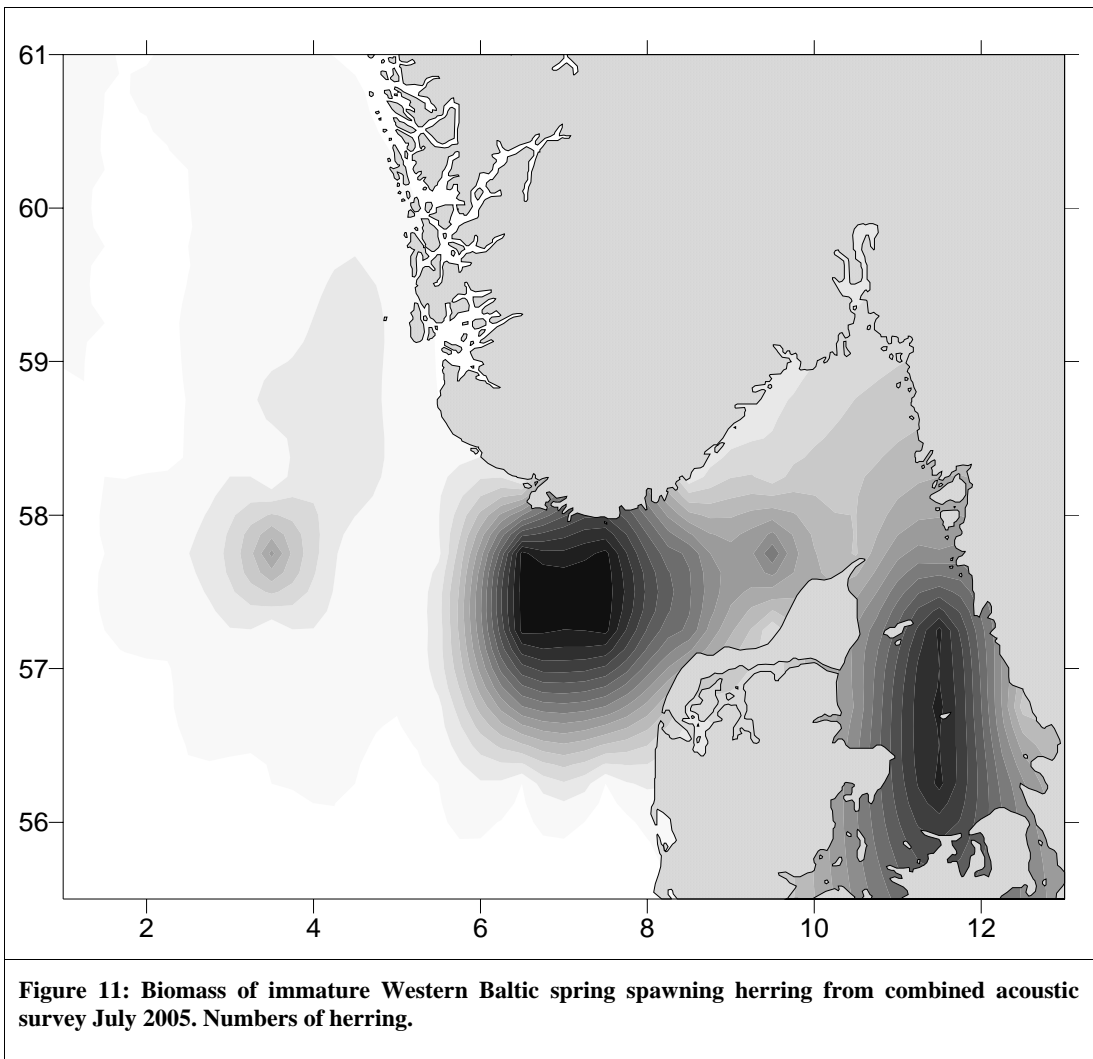 61
60
59
58
57
56
2 4 6 8 10 12
Figure 11: Biomass of immature Western Baltic spring spawning herring from combined acoustic
survey July 2005. Numbers of herring.